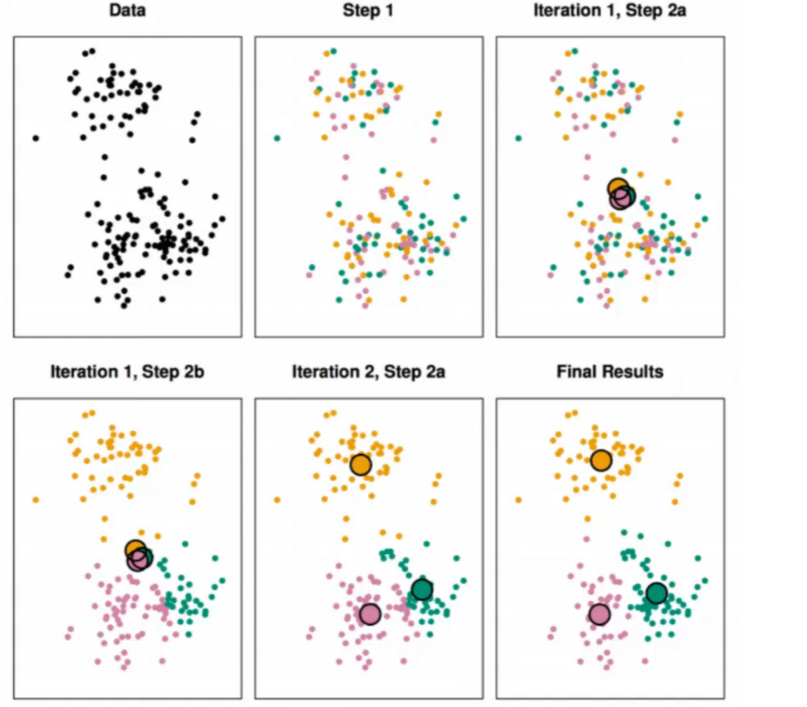 Data
Step 1
Iteration 1, Step 2a
Iteration 1, Step 2b
Iteration 2, Step 2a
Final Results